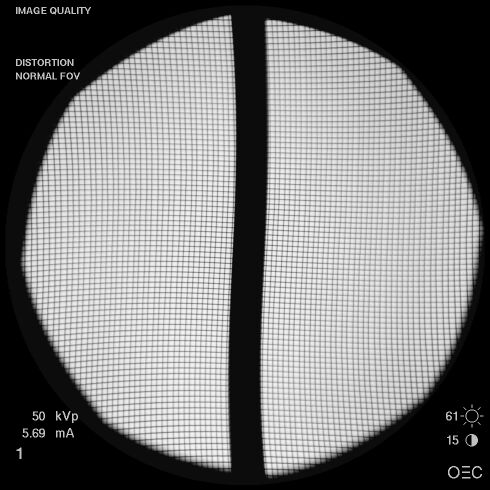 IMAGE QUALITY
DISTORTION
NORMAL FOV
50 kVp
5.69 mA
1
61
15
OEC